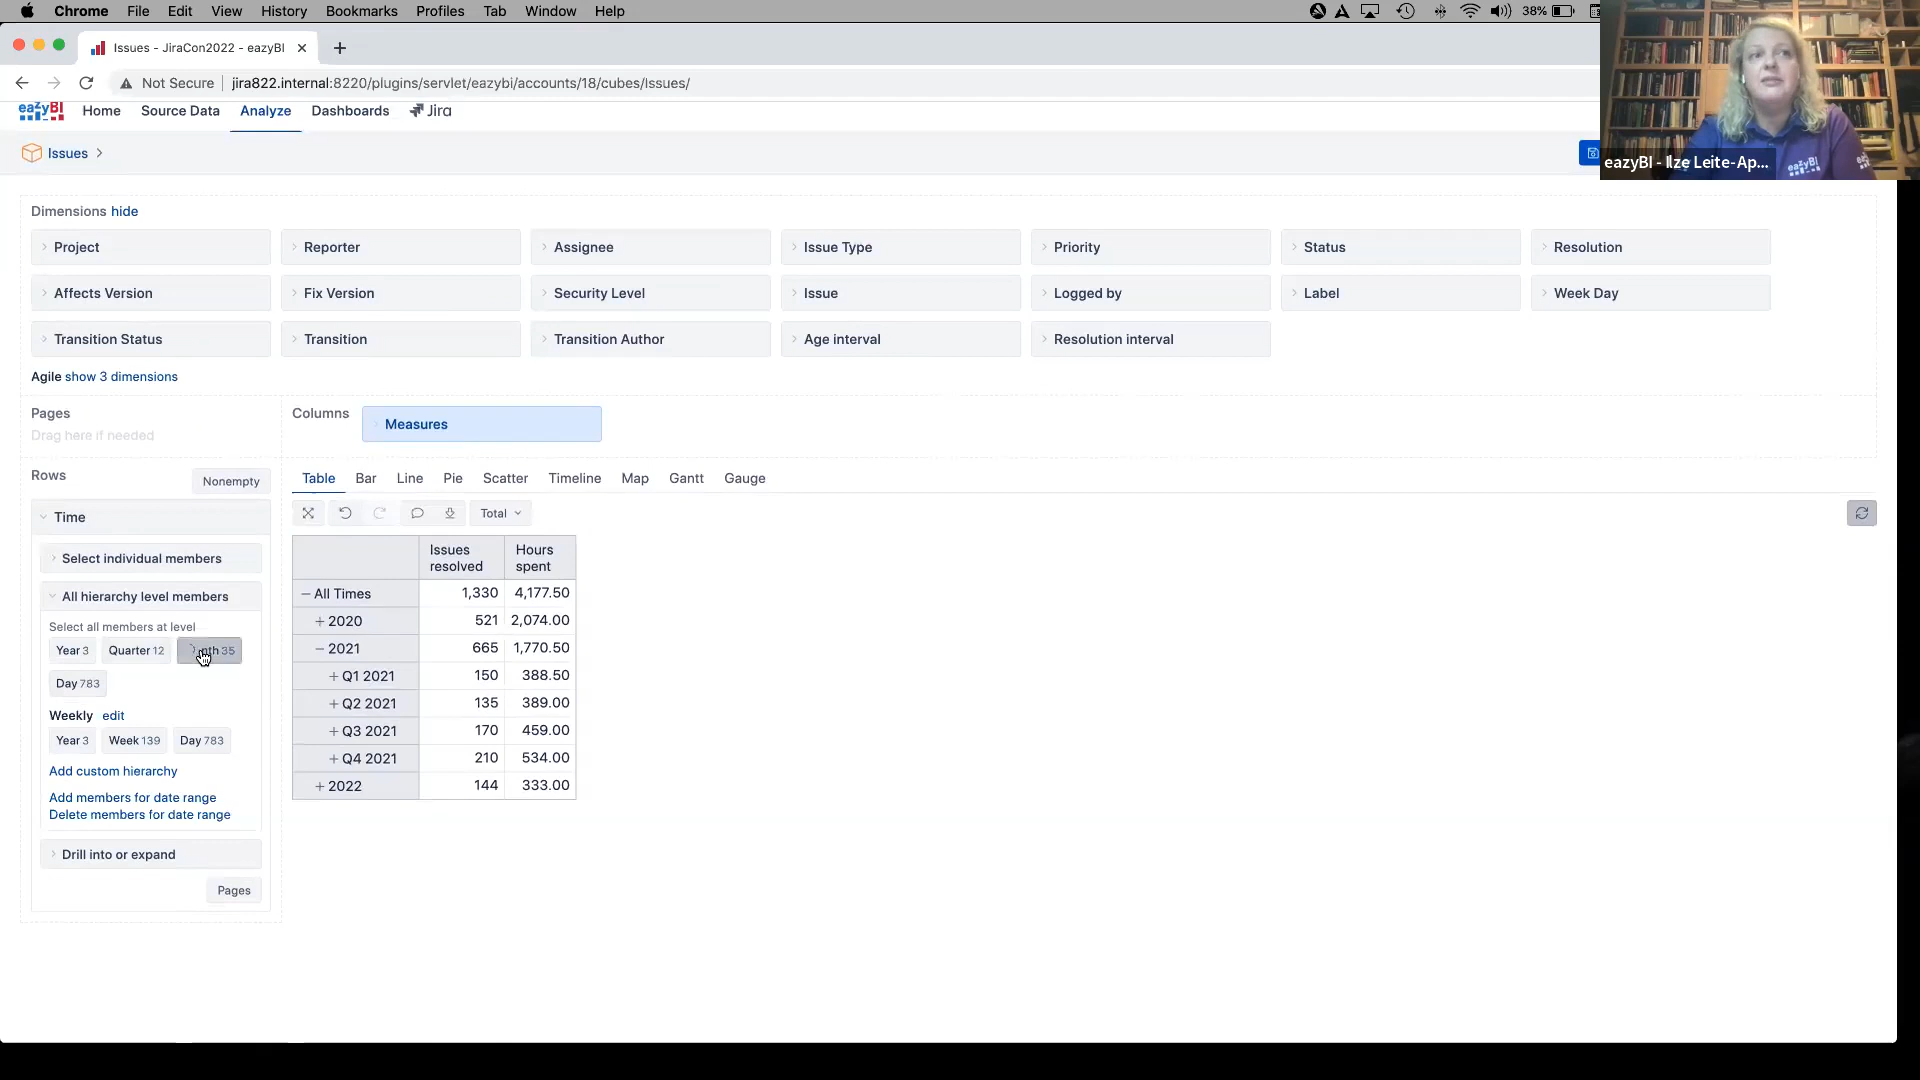 Chrome File Edit View History Bookmarks Profiles Tab Window Help 38%
Issues - JiraCon2022 - eazyBI
Not Secure jira822.internal:8220/plugins/servlet/eazybi/accounts/18/cubes/Issues/
eazyBI Home Source Data Analyze Dashboards Jira
Issues
eazyBI - Ilze Leite-Ap...
eazyBI
Dimensions hide
Project Reporter Assignee Issue Type Priority Status Resolution
Affects Version Fix Version Security Level Issue Logged by Label Week Day
Transition Status Transition Transition Author Age interval Resolution interval
Agile show 3 dimensions
Pages
Drag here if needed
Columns Measures
Rows Nonempty
Table Bar Line Pie Scatter Timeline Map Gantt Gauge
Total
Time
Select individual members
All hierarchy level members
Select all members at level
Year 3 Quarter 12 nth 35
Day 783
Weekly edit
Year 3 Week 139 Day 783
Add custom hierarchy
Add members for date range
Delete members for date range
Drill into or expand
Pages
Issues resolved Hours spent
All Times 1,330 4,177.50
2020 521 2,074.00
2021 665 1,770.50
Q1 2021 150 388.50
Q2 2021 135 389.00
Q3 2021 170 459.00
Q4 2021 210 534.00
2022 144 333.00